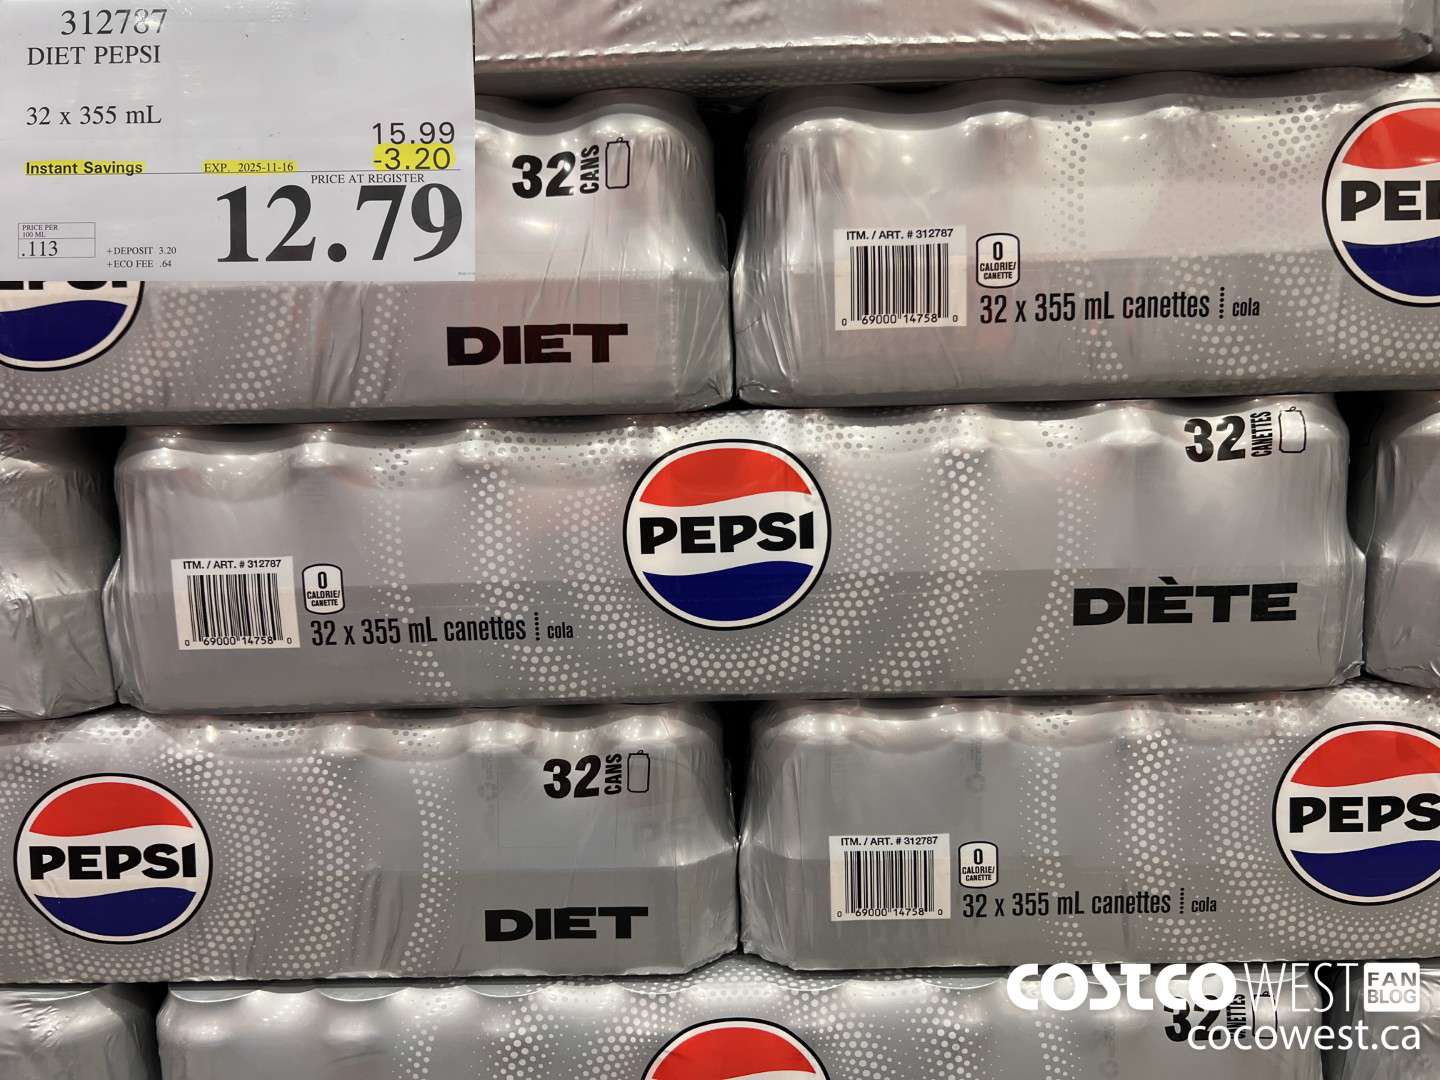 312787
DIET PEPSI
32 x 355 mL
15.99
Instant Savings EXP. 2025-11-16 -3.20
PRICE AT REGISTER
12.79
PRICE PER
100 ML
.113
+DEPOSIT 3.20
+ECO FEE .64
32 CANS
DIET
ITM. / ART. # 312787
0 69000 14758 0
0
CALORIE/
CANETTE
32 x 355 mL canettes cola
PEPSI
32 CANETTES
ITM. / ART. # 312787
0 69000 14758 0
0
CALORIE/
CANETTE
32 x 355 mL canettes cola
DIÈTE
PEPSI
32 CANS
DIET
ITM. / ART. # 312787
0 69000 14758 0
0
CALORIE/
CANETTE
32 x 355 mL canettes cola
PEPS
32
COSTCO WEST FAN BLOG
cocowest.ca